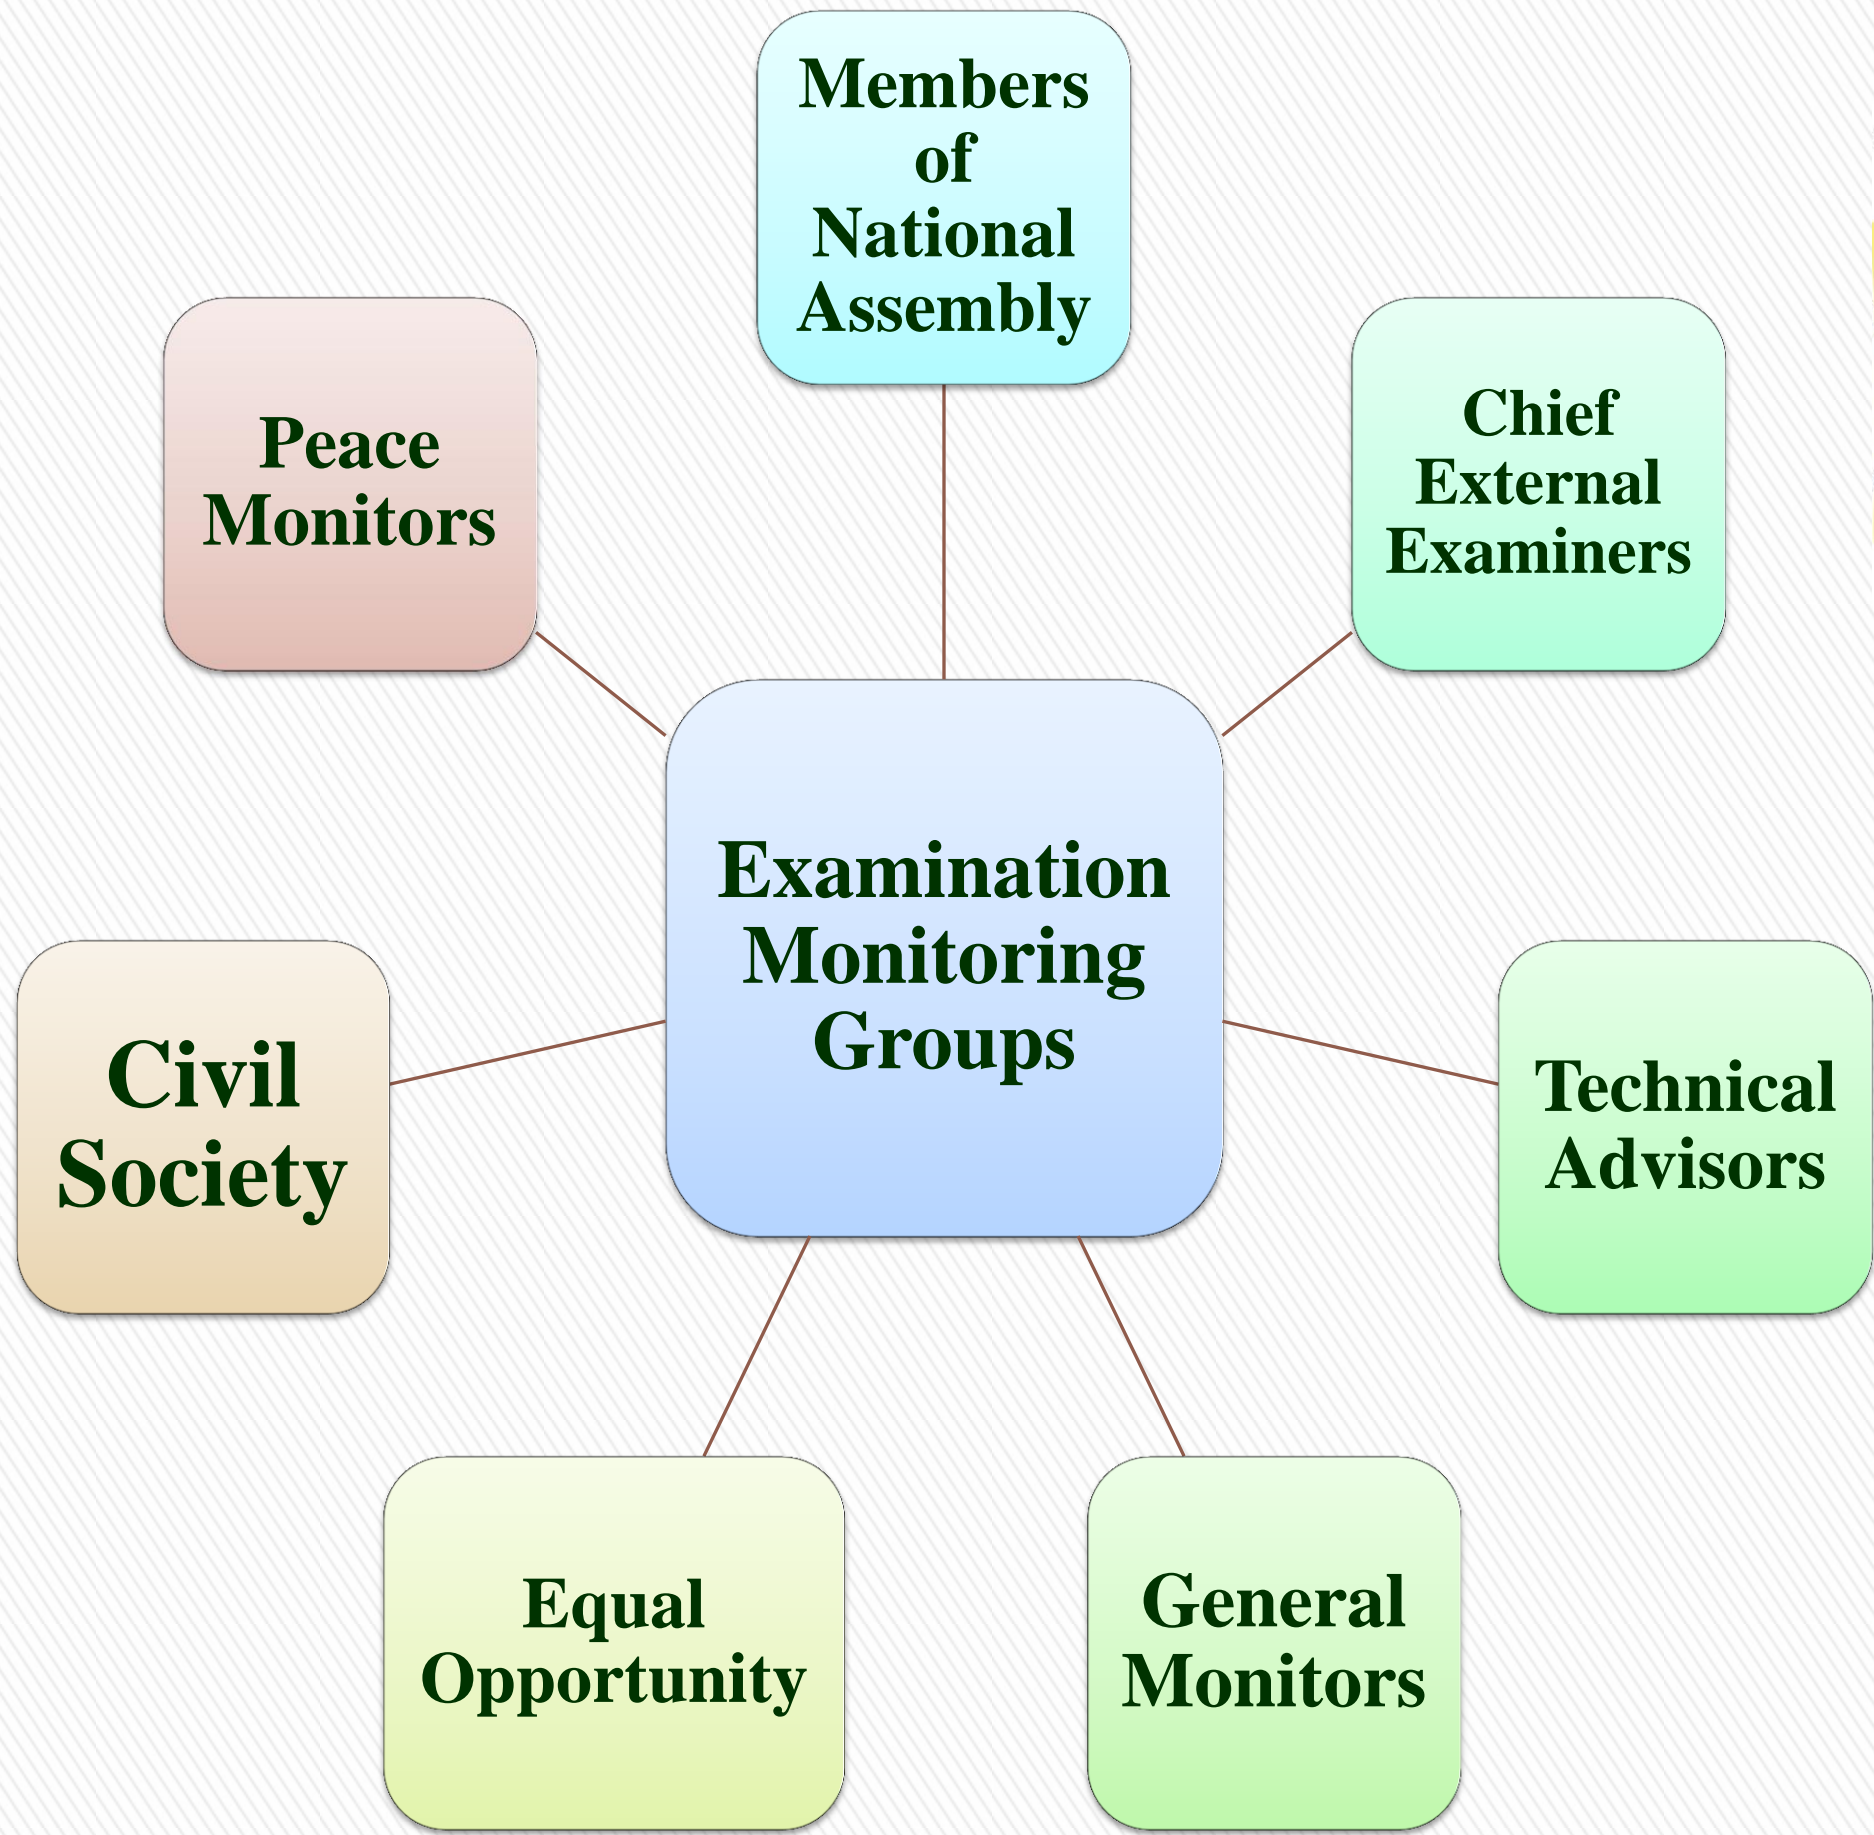 Members
of
National
Assembly
Peace
Monitors
Chief
External
Examiners
Examination
Monitoring
Groups
Civil
Society
Technical
Advisors
Equal
Opportunity
General
Monitors